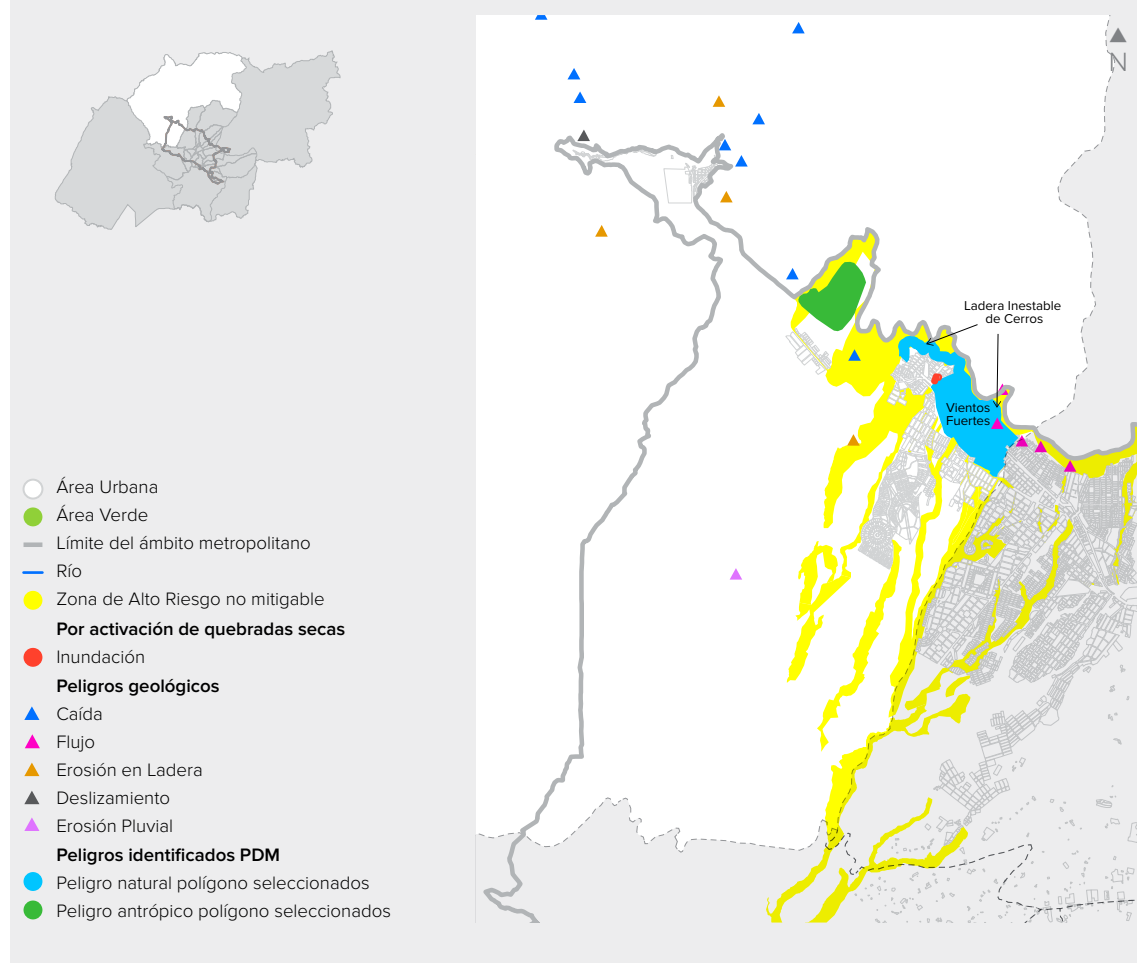 N
Ladera Inestable
de Cerros
Vientos
Fuertes
Área Urbana
Área Verde
Límite del ámbito metropolitano
Río
Zona de Alto Riesgo no mitigable
Por activación de quebradas secas
Inundación
Peligros geológicos
Caída
Flujo
Erosión en Ladera
Deslizamiento
Erosión Pluvial
Peligros identificados PDM
Peligro natural polígono seleccionados
Peligro antrópico polígono seleccionados